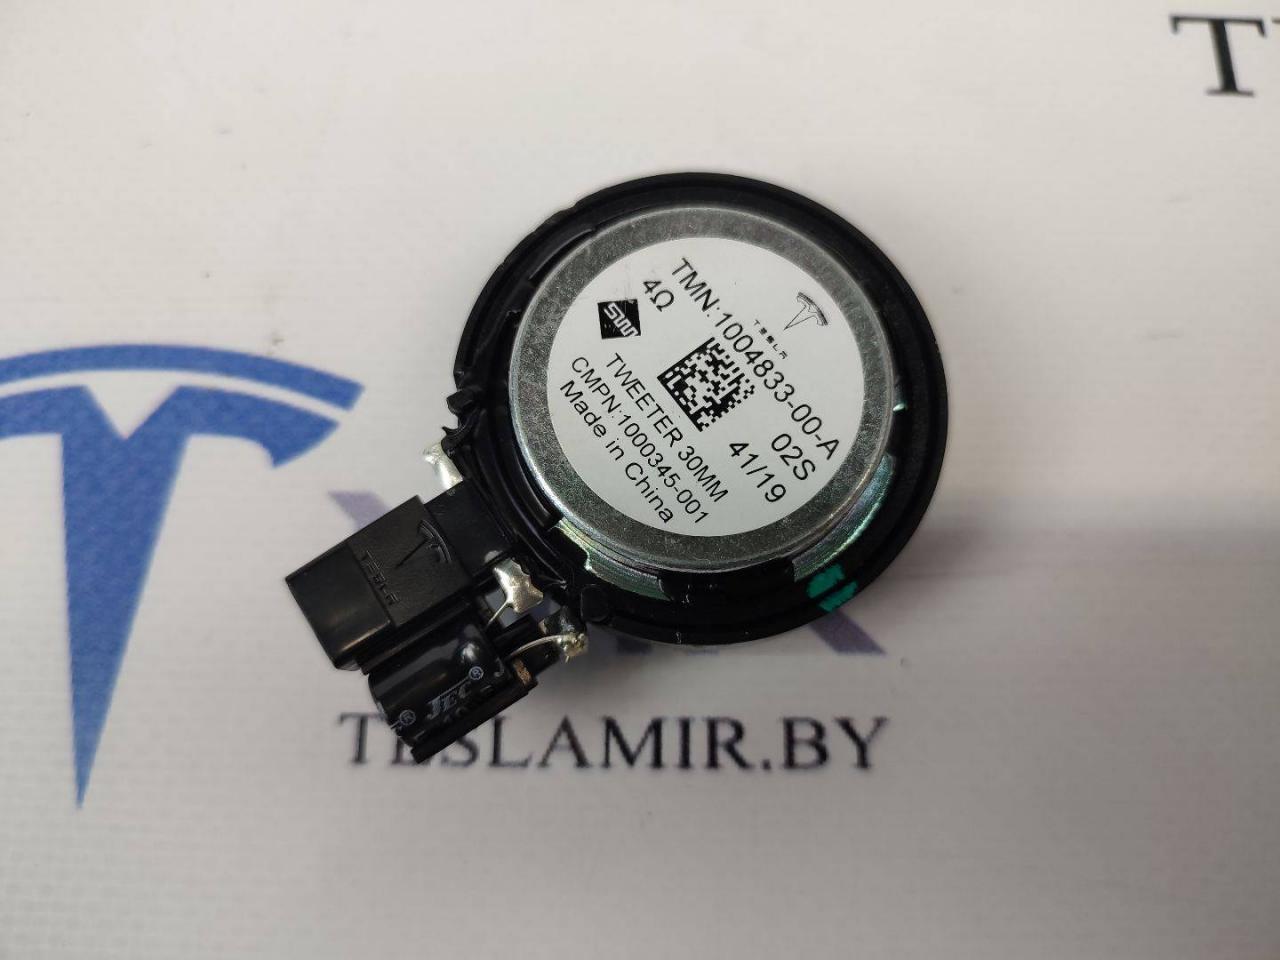 T
TESLA
TMN:1004833-00-A
4Ω
02S
41/19
TWEETER 30MM
CMPN:1000345-001
Made in China
TESLA
JEC®
TESLAMIR.BY
T